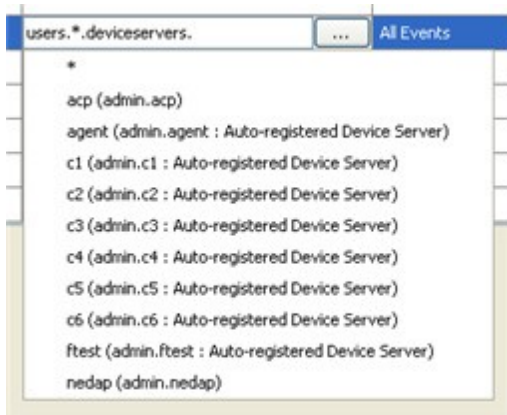 users.*.deviceservers. ... All Events
*
acp (admin.acp)
agent (admin.agent : Auto-registered Device Server)
c1 (admin.c1 : Auto-registered Device Server)
c2 (admin.c2 : Auto-registered Device Server)
c3 (admin.c3 : Auto-registered Device Server)
c4 (admin.c4 : Auto-registered Device Server)
c5 (admin.c5 : Auto-registered Device Server)
c6 (admin.c6 : Auto-registered Device Server)
ftest (admin.ftest : Auto-registered Device Server)
nedap (admin.nedap)